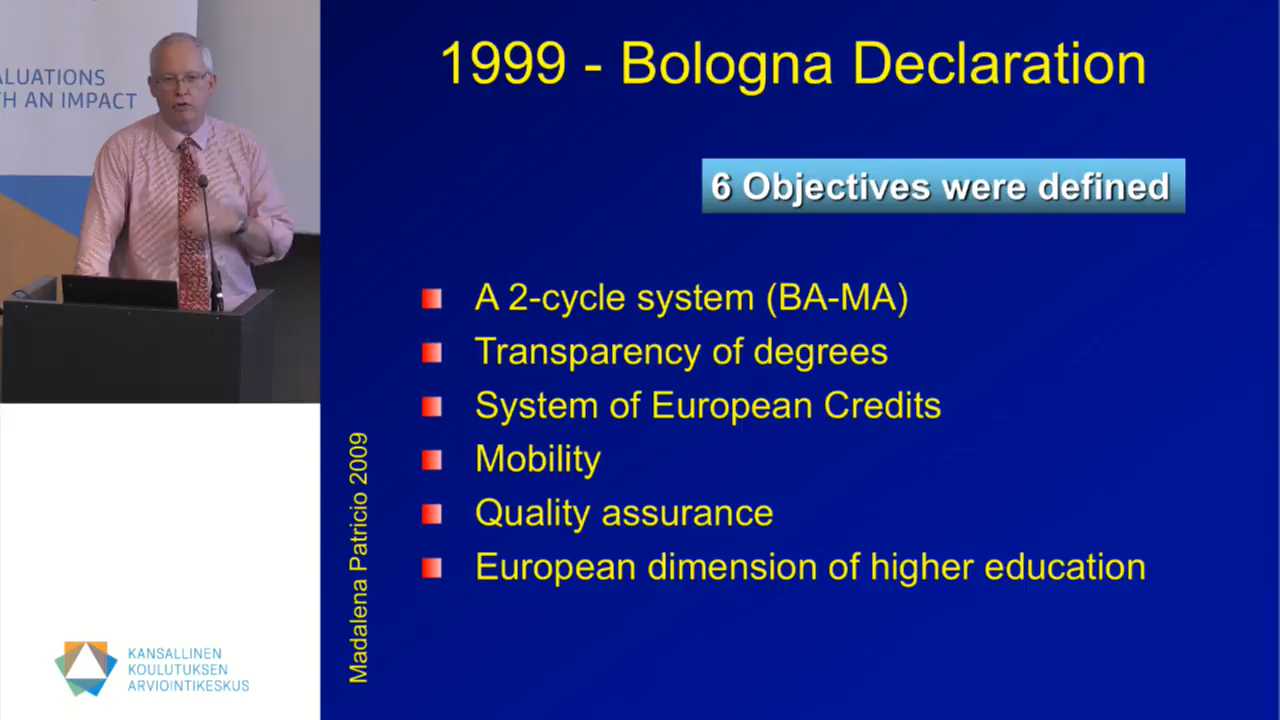 ALUATIONS
TH AN IMPACT
1999 - Bologna Declaration
6 Objectives were defined
A 2-cycle system (BA-MA)
Transparency of degrees
System of European Credits
Mobility
Quality assurance
European dimension of higher education
Madalena Patricio 2009
KANSALLINEN
KOULUTUKSEN
ARVIOINTIKESKUS